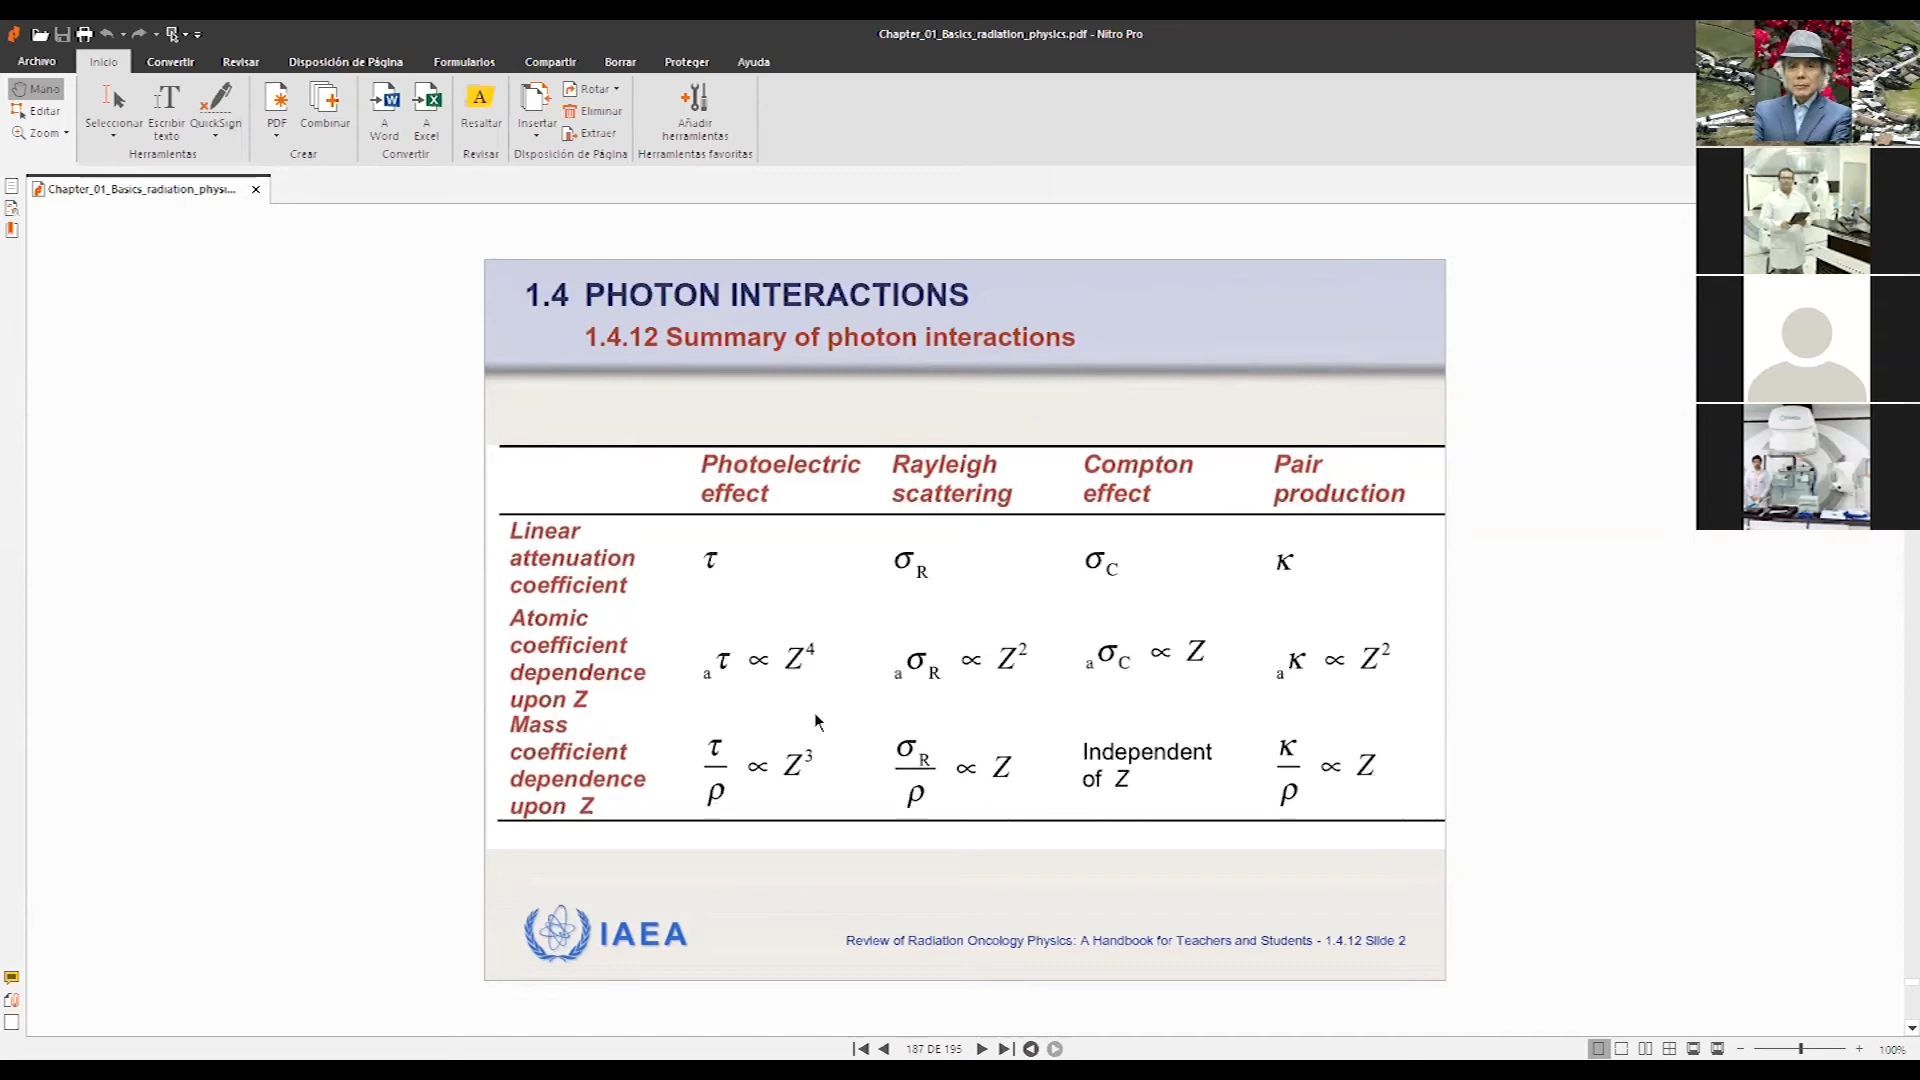 Chapter_01_Basics_radiation_physics.pdf - Nitro Pro
Archivo Inicio Convertir Revisar Disposición de Página Formularios Compartir Borrar Proteger Ayuda
Mano
Editar
Zoom
Seleccionar Escribir texto QuickSign
Herramientas
PDF Combinar
Crear
A Word A Excel
Convertir
Resaltar
Revisar
Insertar Rotar
Eliminar
Extraer
Disposición de Página
Añadir herramientas
Herramientas favoritas
Chapter_01_Basics_radiation_physi...
1.4 PHOTON INTERACTIONS
1.4.12 Summary of photon interactions
Photoelectric effect Rayleigh scattering Compton effect Pair production
Linear attenuation coefficient τ σ_R σ_C κ
Atomic coefficient dependence upon Z ₐτ ∝ Z⁴ ₐσ_R ∝ Z² ₐσ_C ∝ Z ₐκ ∝ Z²
Mass coefficient dependence upon Z τ/ρ ∝ Z³ σ_R/ρ ∝ Z Independent of Z κ/ρ ∝ Z
IAEA
Review of Radiation Oncology Physics: A Handbook for Teachers and Students - 1.4.12 Slide 2
187 DE 195
100%